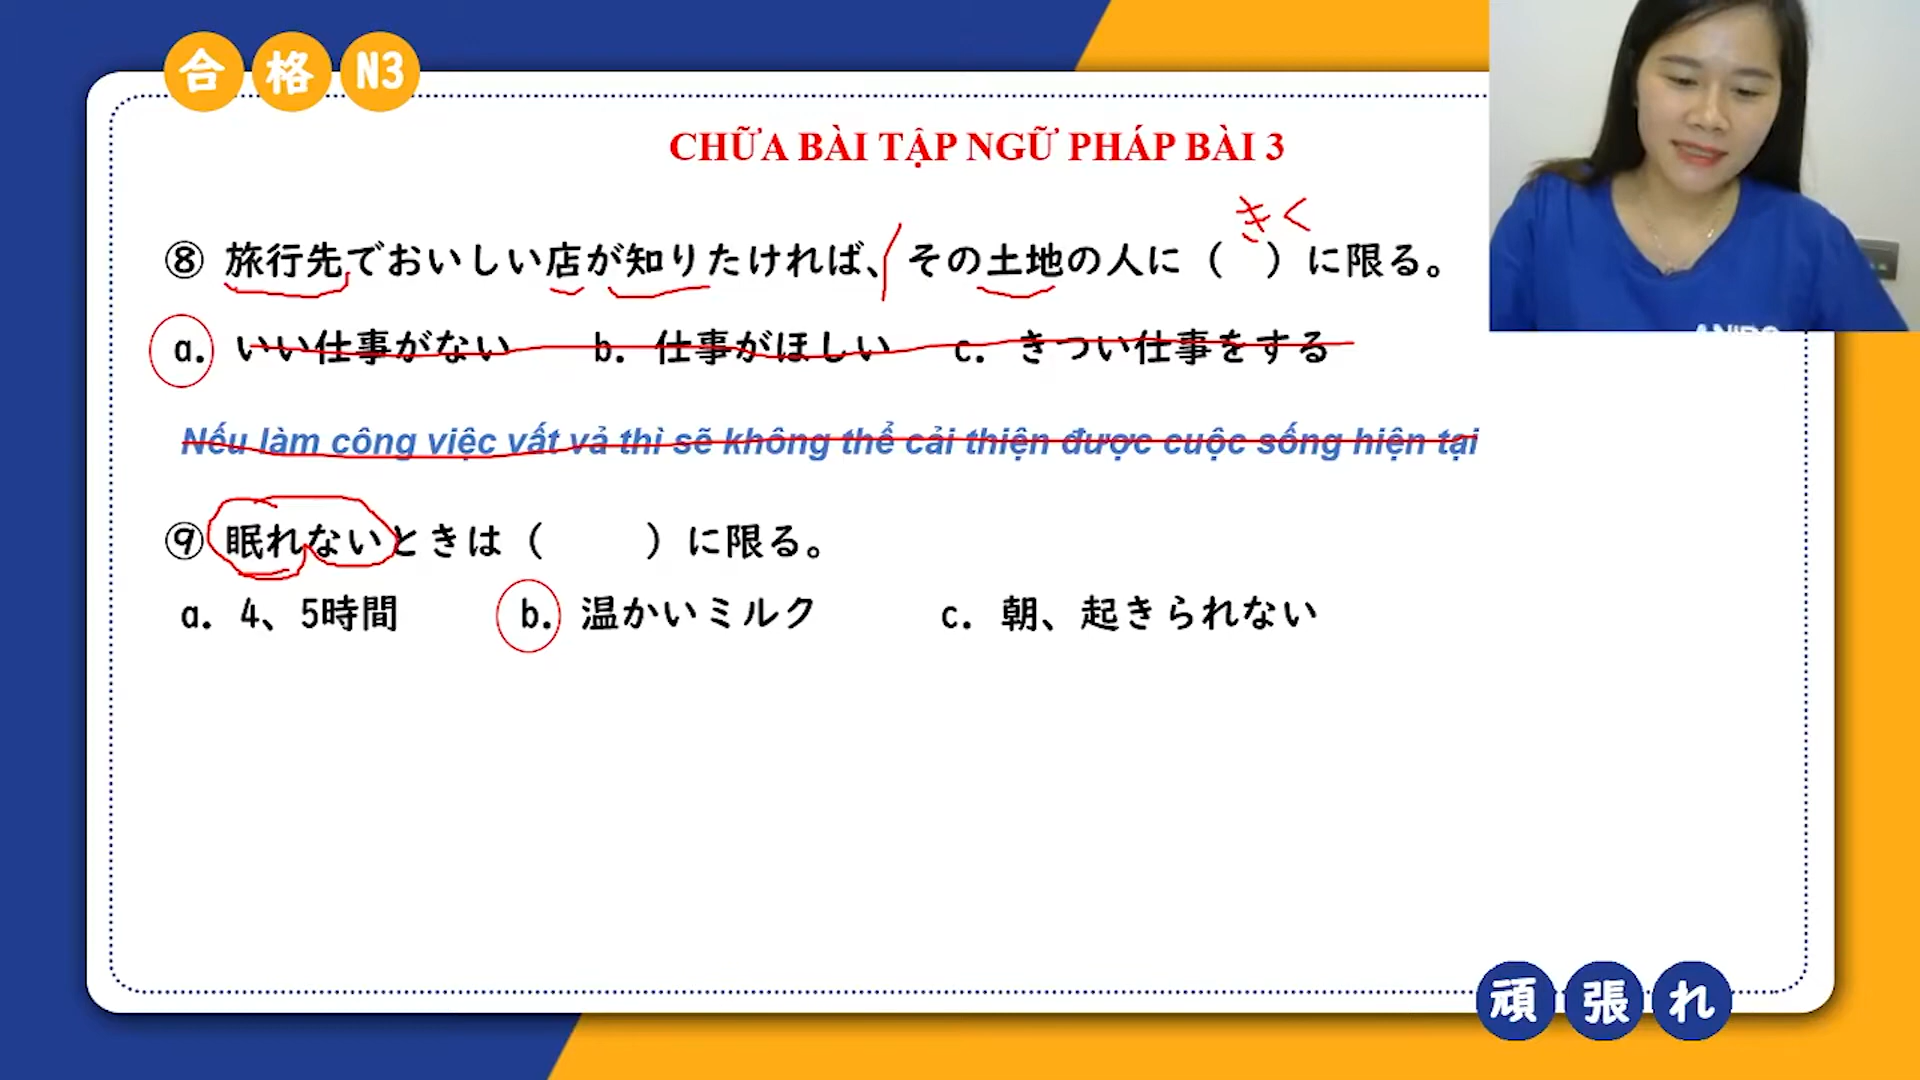 合格N3
CHỮA BÀI TẬP NGỮ PHÁP BÀI 3
きく
⑧ 旅行先でおいしい店が知りたければ、その土地の人に（ ）に限る。
a. いい仕事がない b. 仕事がほしい c. きつい仕事をする
Nếu làm công việc vất vả thì sẽ không thể cải thiện được cuộc sống hiện tại
⑨ 眠れないときは（ ）に限る。
a. 4、5時間 b. 温かいミルク c. 朝、起きられない
頑張れ